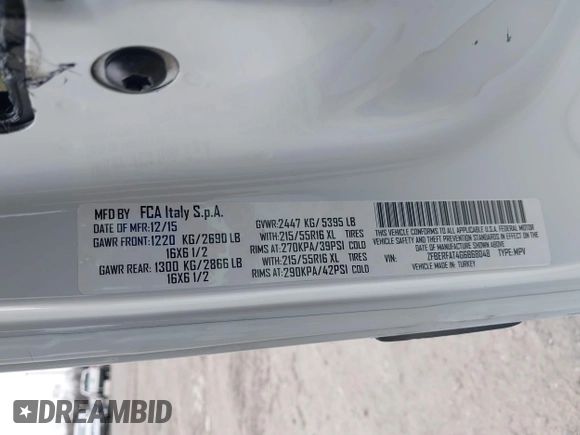 MFD BY FCA Italy S.p.A.
DATE OF MFR:12/15
GAWR FRONT:1220 KG/2690 LB
16X6 1/2
GAWR REAR: 1300 KG/2866 LB
16X6 1/2
GVWR:2447 KG/5395 LB
WITH:215/55R16 XL TIRES
RIMS AT:270KPA/39PSI COLD
WITH:215/55R16 XL TIRES
RIMS AT:290KPA/42PSI COLD
THIS VEHICLE CONFORMS TO ALL APPLICABLE U.S.A. FEDERAL MOTOR
VEHICLE SAFETY, BUMPER AND THEFT PREVENTION STANDARDS IN
EFFECT ON THE DATE OF MANUFACTURE SHOWN ABOVE.
VIN: ZFBERFAT4G6B68048 TYPE:MPV
MADE IN: TURKEY
DREAMBID